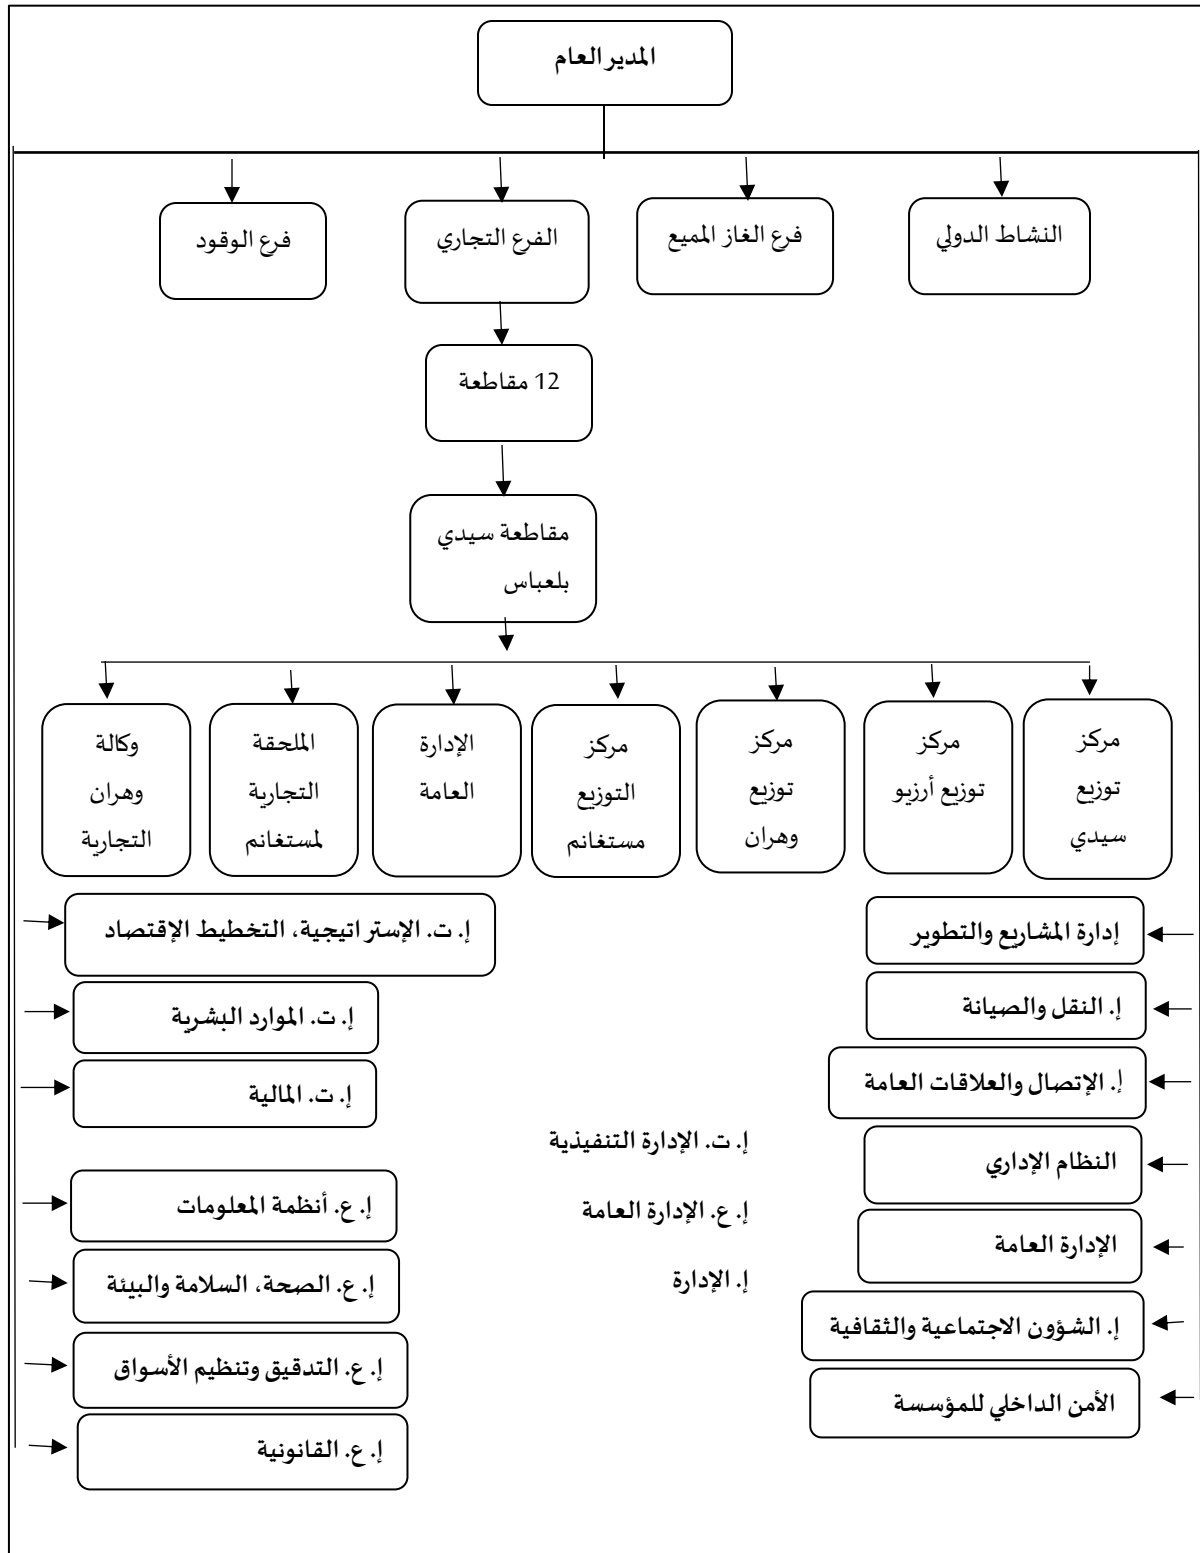 المدير العام
النشاط الدولي
فرع الغاز المميع
الفرع التجاري
فرع الوقود
12 مقاطعة
مقاطعة سيدي
بلعباس
مركز
توزيع
سيدي
مركز
توزيع أرزيو
مركز
توزيع
وهران
مركز
التوزيع
مستغانم
الإدارة
العامة
الملحقة
التجارية
لمستغانم
وكالة
وهران
التجارية
إدارة المشاريع والتطوير
إ. النقل والصيانة
إ. الإتصال والعلاقات العامة
النظام الإداري
الإدارة العامة
إ. الشؤون الاجتماعية والثقافية
الأمن الداخلي للمؤسسة
إ. ت. الإدارة التنفيذية
إ. ع. الإدارة العامة
إ. الإدارة
إ. ت. الإستراتيجية، التخطيط الإقتصاد
إ. ت. الموارد البشرية
إ. ت. المالية
إ. ع. أنظمة المعلومات
إ. ع. الصحة، السلامة والبيئة
إ. ع. التدقيق وتنظيم الأسواق
إ. ع. القانونية